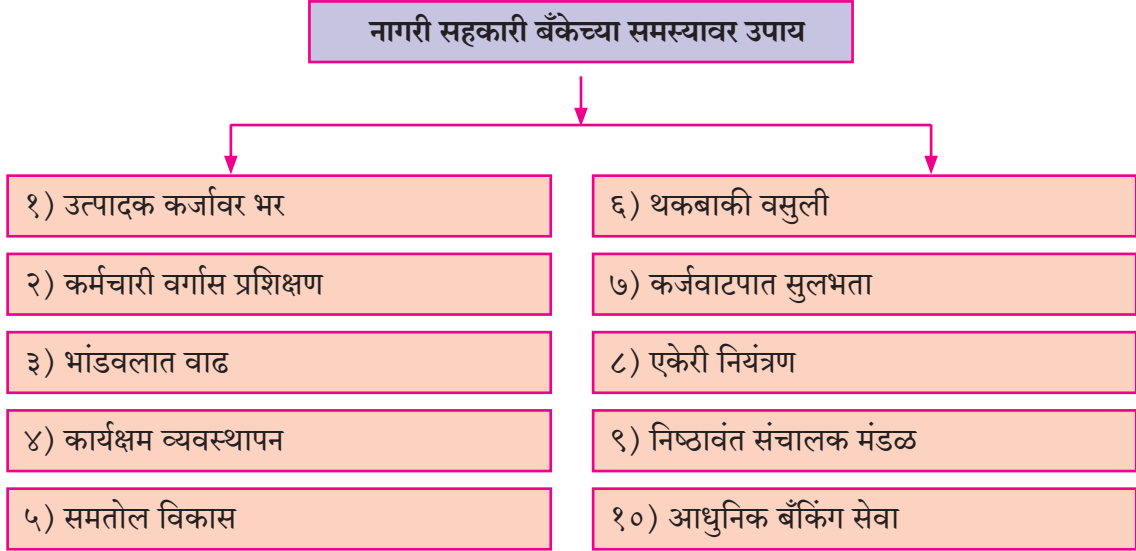 नागरी सहकारी बँकेच्या समस्यावर उपाय
१) उत्पादक कर्जावर भर
२) कर्मचारी वर्गास प्रशिक्षण
३) भांडवलात वाढ
४) कार्यक्षम व्यवस्थापन
५) समतोल विकास
६) थकबाकी वसुली
७) कर्जवाटपात सुलभता
८) एकेरी नियंत्रण
९) निष्ठावंत संचालक मंडळ
१०) आधुनिक बँकिंग सेवा